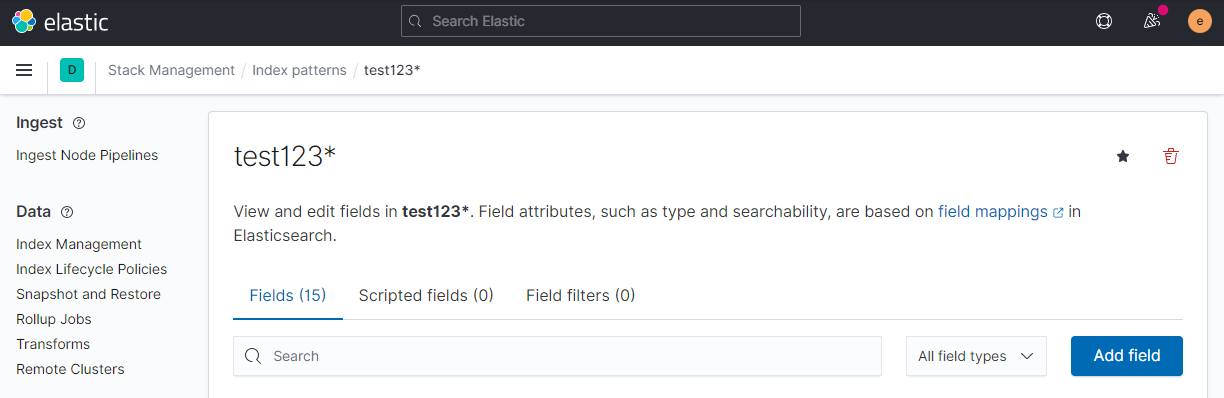 elastic
Search Elastic
e
D
Stack Management / Index patterns / test123*
Ingest
Ingest Node Pipelines
Data
Index Management
Index Lifecycle Policies
Snapshot and Restore
Rollup Jobs
Transforms
Remote Clusters
test123*
View and edit fields in test123*. Field attributes, such as type and searchability, are based on field mappings in
Elasticsearch.
Fields (15) Scripted fields (0) Field filters (0)
Search
All field types
Add field